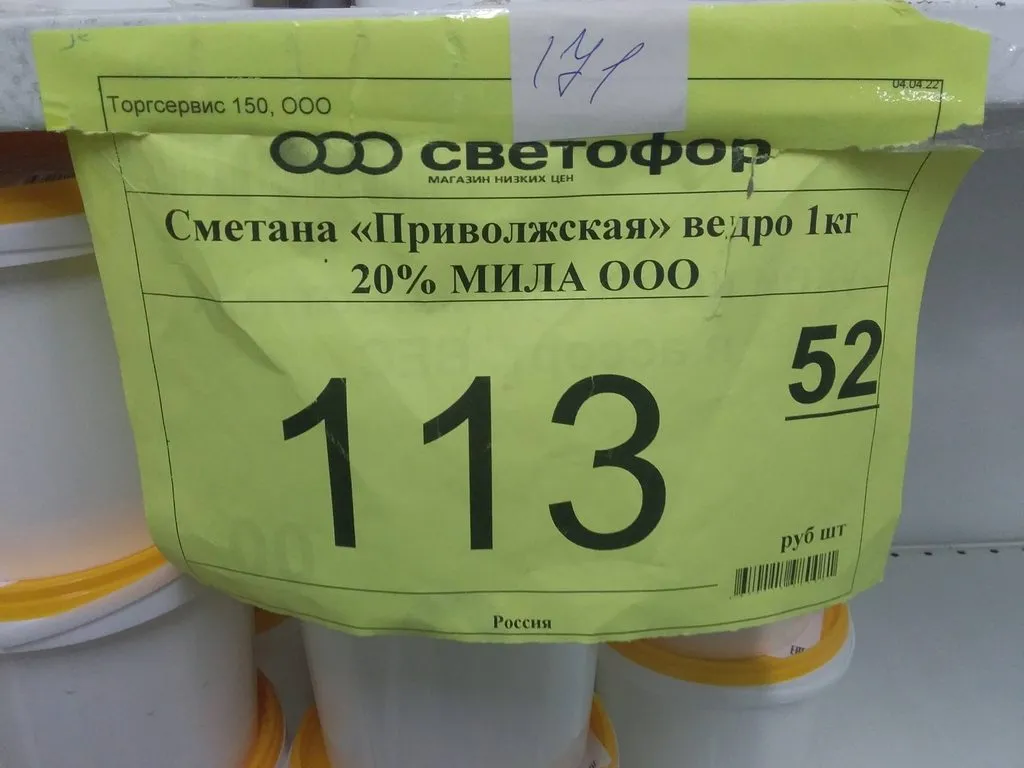 171
Торгсервис 150, ООО
04.04.22
светофор
МАГАЗИН НИЗКИХ ЦЕН
Сметана «Приволжская» ведро 1кг
20% МИЛА ООО
113
52
руб шт
Россия